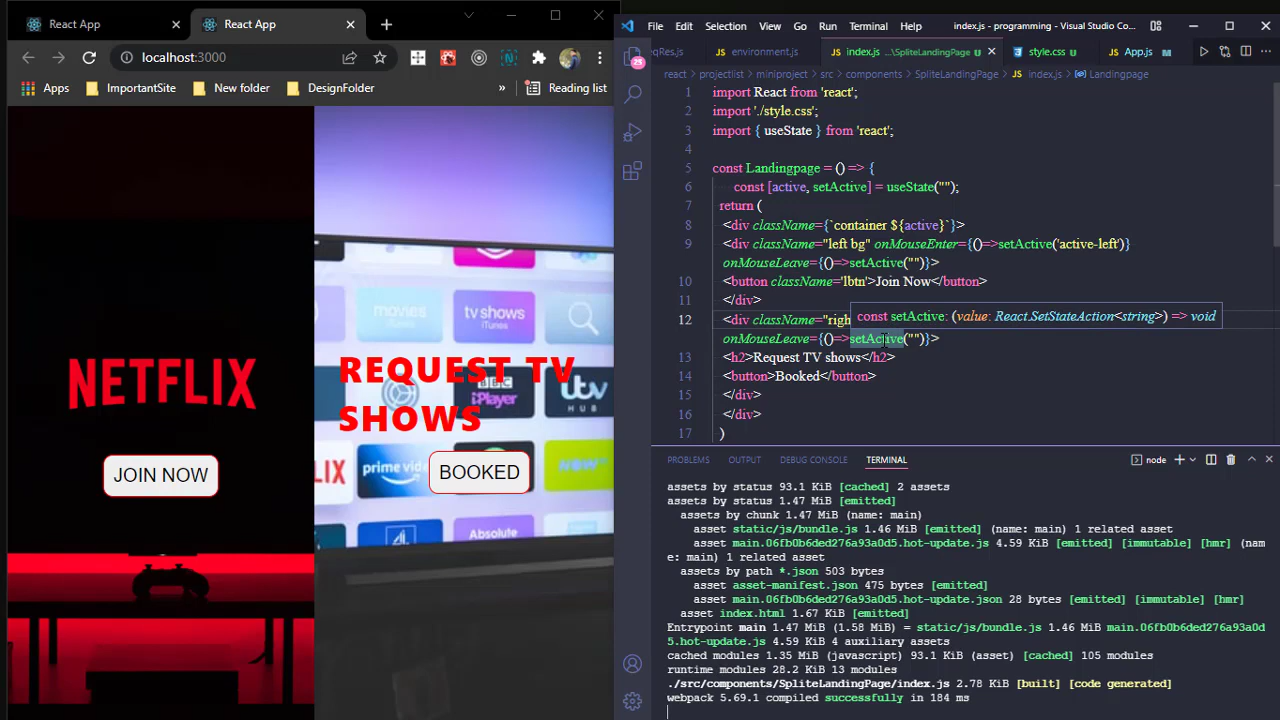 React App
React App
localhost:3000
Apps
ImportantSite
New folder
DesignFolder
»
Reading list
NETFLIX
JOIN NOW
movies
tv shows
REQUEST TV
SHOWS
BBC
iPlayer
itv
HUB
LIX
prime video
Absolute
BOOKED
File
Edit
Selection
View
Go
Run
Terminal
Help
index.js - programming - Visual Studio Co...
qRes.js
environment.js
index.js ...\SpliteLandingPage
style.css
App.js M
25
react > projectlist > miniproject > src > components > SpliteLandingPage > index.js > Landingpage
1 import React from 'react';
2 import './style.css';
3 import { useState } from 'react';
4
5 const Landingpage = () => {
6 const [active, setActive] = useState("");
7 return (
8 <div className={`container ${active}`}>
9 <div className="left bg" onMouseEnter={()=>setActive('active-left')}
onMouseLeave={()=>setActive("")}>
10 <button className='lbtn'>Join Now</button>
11 </div>
const setActive: (value: React.SetStateAction<string>) => void
12 <div className="righ
onMouseLeave={()=>setActive("")}>
13 <h2>Request TV shows</h2>
14 <button>Booked</button>
15 </div>
16 </div>
17 )
PROBLEMS
OUTPUT
DEBUG CONSOLE
TERMINAL
node
assets by status 93.1 KiB [cached] 2 assets
assets by status 1.47 MiB [emitted]
assets by chunk 1.47 MiB (name: main)
asset static/js/bundle.js 1.46 MiB [emitted] (name: main) 1 related asset
asset main.06fb0b6ded276a93a0d5.hot-update.js 4.59 KiB [emitted] [immutable] [hmr] (nam
e: main) 1 related asset
assets by path *.json 503 bytes
asset asset-manifest.json 475 bytes [emitted]
asset main.06fb0b6ded276a93a0d5.hot-update.json 28 bytes [emitted] [immutable] [hmr]
asset index.html 1.67 KiB [emitted]
Entrypoint main 1.47 MiB (1.58 MiB) = static/js/bundle.js 1.46 MiB main.06fb0b6ded276a93a0d
5.hot-update.js 4.59 KiB 4 auxiliary assets
cached modules 1.35 MiB (javascript) 93.1 KiB (asset) [cached] 105 modules
runtime modules 28.2 KiB 13 modules
./src/components/SpliteLandingPage/index.js 2.78 KiB [built] [code generated]
webpack 5.69.1 compiled successfully in 184 ms